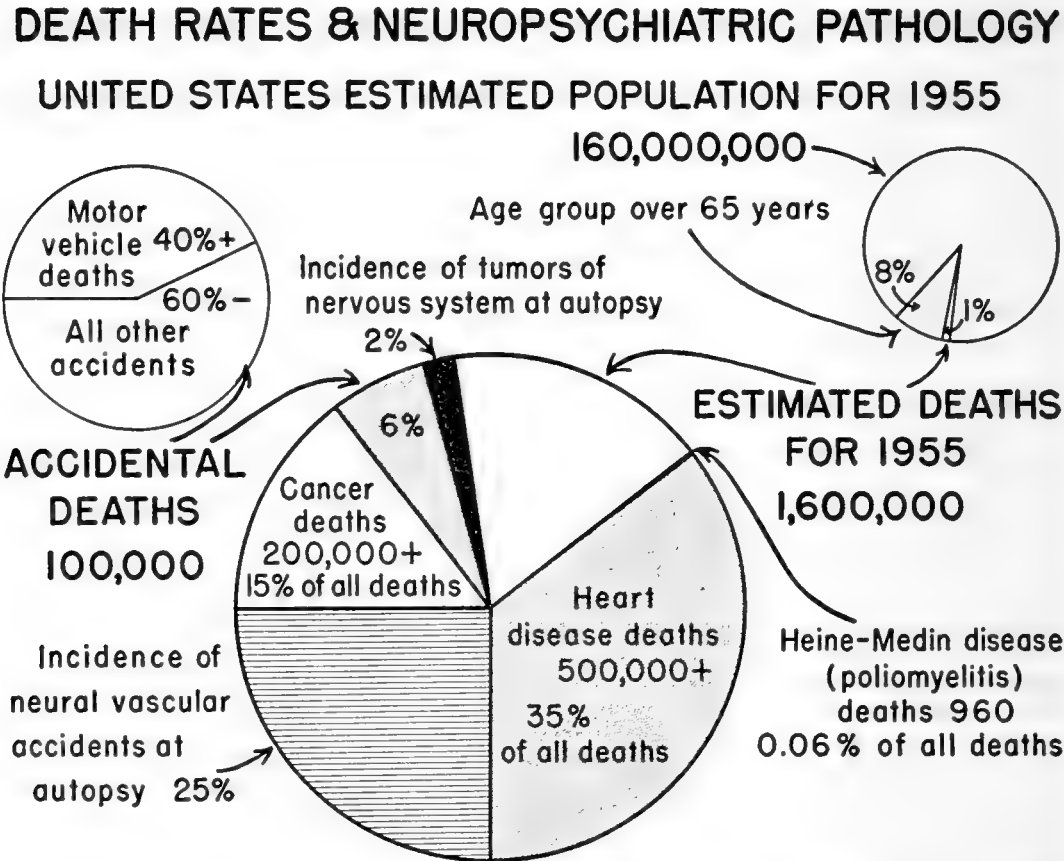 DEATH RATES & NEUROPSYCHIATRIC PATHOLOGY
UNITED STATES ESTIMATED POPULATION FOR 1955
160,000,000
Age group over 65 years
8%
1%
Motor
vehicle 40%+
deaths
60%-
All other
accidents
Incidence of tumors of
nervous system at autopsy
2%
6%
ACCIDENTAL
DEATHS
100,000
ESTIMATED DEATHS
FOR 1955
1,600,000
Cancer
deaths
200,000+
15% of all deaths
Heart
disease deaths
500,000+
35%
of all deaths
Heine-Medin disease
(poliomyelitis)
deaths 960
0.06% of all deaths
Incidence of
neural vascular
accidents at
autopsy 25%